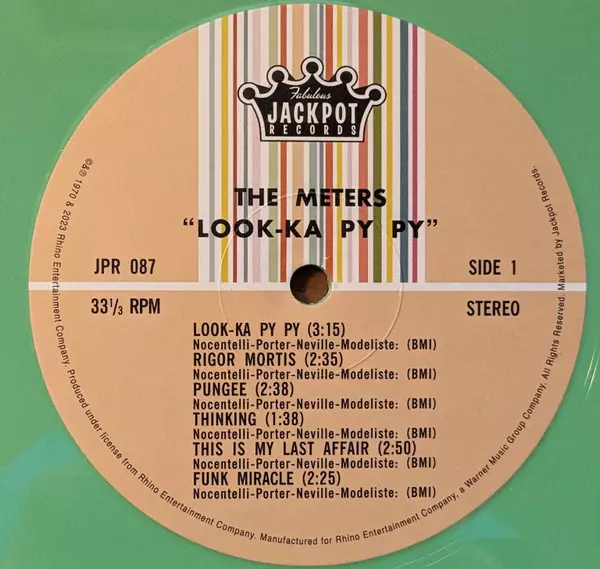 Fabulous
JACKPOT
RECORDS
THE METERS
“LOOK-KA PY PY”
JPR 087
SIDE 1
33⅓ RPM
STEREO
LOOK-KA PY PY (3:15)
Nocentelli-Porter-Neville-Modeliste: (BMI)
RIGOR MORTIS (2:35)
Nocentelli-Porter-Neville-Modeliste: (BMI)
PUNGEE (2:38)
Nocentelli-Porter-Neville-Modeliste: (BMI)
THINKING (1:38)
Nocentelli-Porter-Neville-Modeliste: (BMI)
THIS IS MY LAST AFFAIR (2:50)
Nocentelli-Porter-Neville-Modeliste: (BMI)
FUNK MIRACLE (2:25)
Nocentelli-Porter-Neville-Modeliste: (BMI)
©&℗ 1970 & 2023 Rhino Entertainment Company. Produced under license from Rhino Entertainment Company. Manufactured for Rhino Entertainment Company, a Warner Music Group Company. All Rights Reserved. Marketed by Jackpot Records.